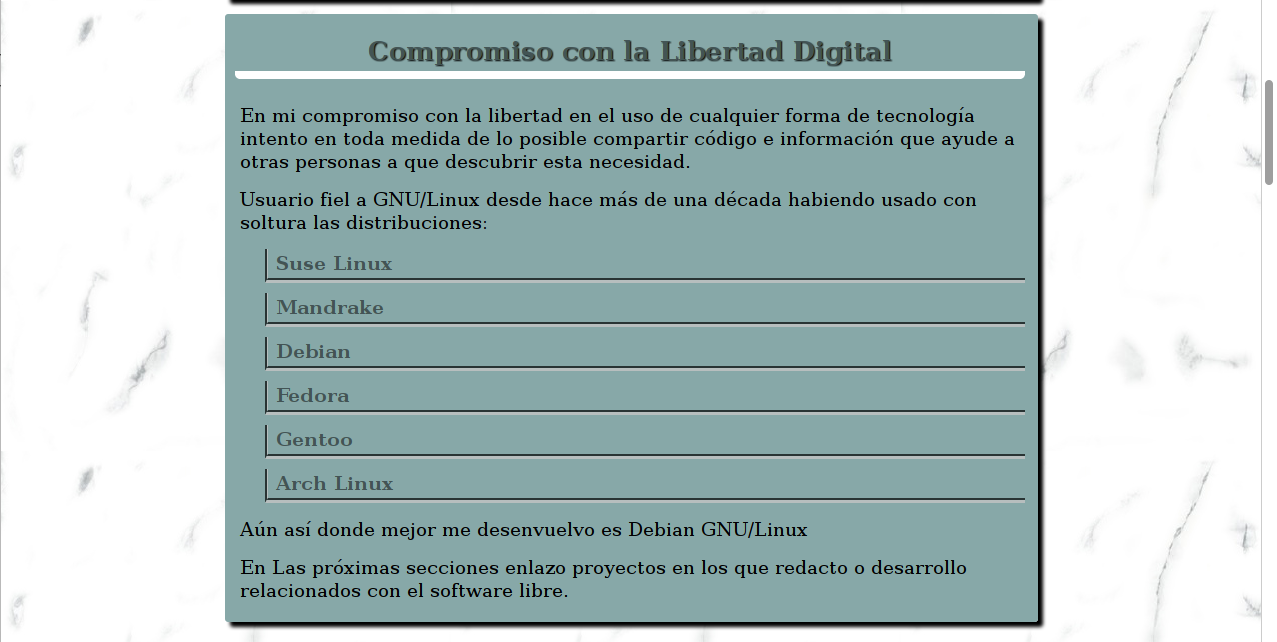 Compromiso con la Libertad Digital
En mi compromiso con la libertad en el uso de cualquier forma de tecnología
intento en toda medida de lo posible compartir código e información que ayude a
otras personas a que descubrir esta necesidad.
Usuario fiel a GNU/Linux desde hace más de una década habiendo usado con
soltura las distribuciones:
Suse Linux
Mandrake
Debian
Fedora
Gentoo
Arch Linux
Aún así donde mejor me desenvuelvo es Debian GNU/Linux
En Las próximas secciones enlazo proyectos en los que redacto o desarrollo
relacionados con el software libre.